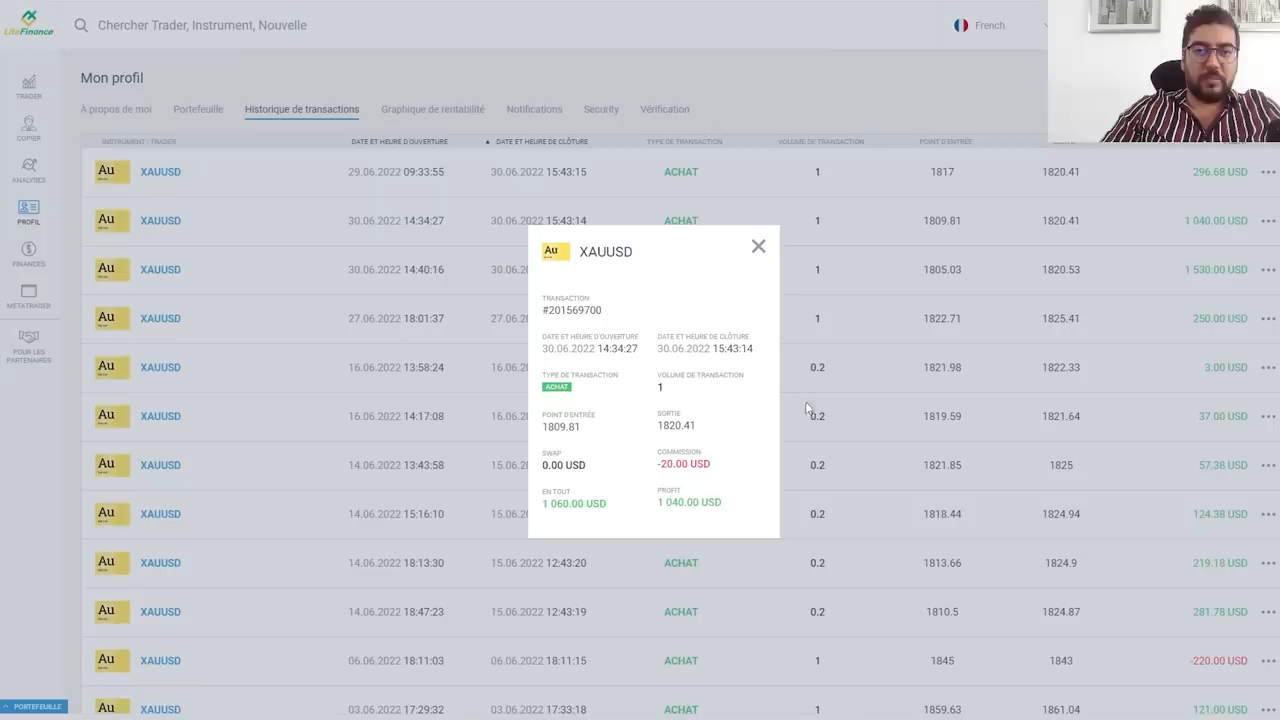 LiteFinance
Chercher Trader, Instrument, Nouvelle
French
Mon profil
À propos de moi Portefeuille Historique de transactions Graphique de rentabilité Notifications Security Vérification
INSTRUMENT / TRADER DATE ET HEURE D'OUVERTURE DATE ET HEURE DE CLÔTURE TYPE DE TRANSACTION VOLUME DE TRANSACTION POINT D'ENTRÉE
Au XAUUSD 29.06.2022 09:33:55 30.06.2022 15:43:15 ACHAT 1 1817 1820.41 296.68 USD
Au XAUUSD 30.06.2022 14:34:27 30.06.2022 15:43:14 ACHAT 1 1809.81 1820.41 1 040.00 USD
Au XAUUSD 30.06.2022 14:40:16 30.06.20 1 1805.03 1820.53 1 530.00 USD
Au XAUUSD 27.06.2022 18:01:37 27.06.20 1 1822.71 1825.41 250.00 USD
Au XAUUSD 16.06.2022 13:58:24 16.06.20 0.2 1821.98 1822.33 3.00 USD
Au XAUUSD 16.06.2022 14:17:08 16.06.20 0.2 1819.59 1821.64 37.00 USD
Au XAUUSD 14.06.2022 13:43:58 15.06.20 0.2 1821.85 1825 57.38 USD
Au XAUUSD 14.06.2022 15:16:10 15.06.20 0.2 1818.44 1824.94 124.38 USD
Au XAUUSD 14.06.2022 18:13:30 15.06.2022 12:43:20 ACHAT 0.2 1813.66 1824.9 219.18 USD
Au XAUUSD 14.06.2022 18:47:23 15.06.2022 12:43:19 ACHAT 0.2 1810.5 1824.87 281.78 USD
Au XAUUSD 06.06.2022 18:11:03 06.06.2022 18:11:15 ACHAT 1 1845 1843 -220.00 USD
Au XAUUSD 03.06.2022 17:29:32 03.06.2022 17:33:18 ACHAT 1 1859.63 1861.04 121.00 USD
TRADER
COPIER
ANALYSES
PROFIL
FINANCES
METATRADER
POUR LES
PARTENAIRES
PORTEFEUILLE
Au XAUUSD
TRANSACTION
#201569700
DATE ET HEURE D'OUVERTURE DATE ET HEURE DE CLÔTURE
30.06.2022 14:34:27 30.06.2022 15:43:14
TYPE DE TRANSACTION VOLUME DE TRANSACTION
ACHAT 1
POINT D'ENTRÉE SORTIE
1809.81 1820.41
SWAP COMMISSION
0.00 USD -20.00 USD
EN TOUT PROFIT
1 060.00 USD 1 040.00 USD